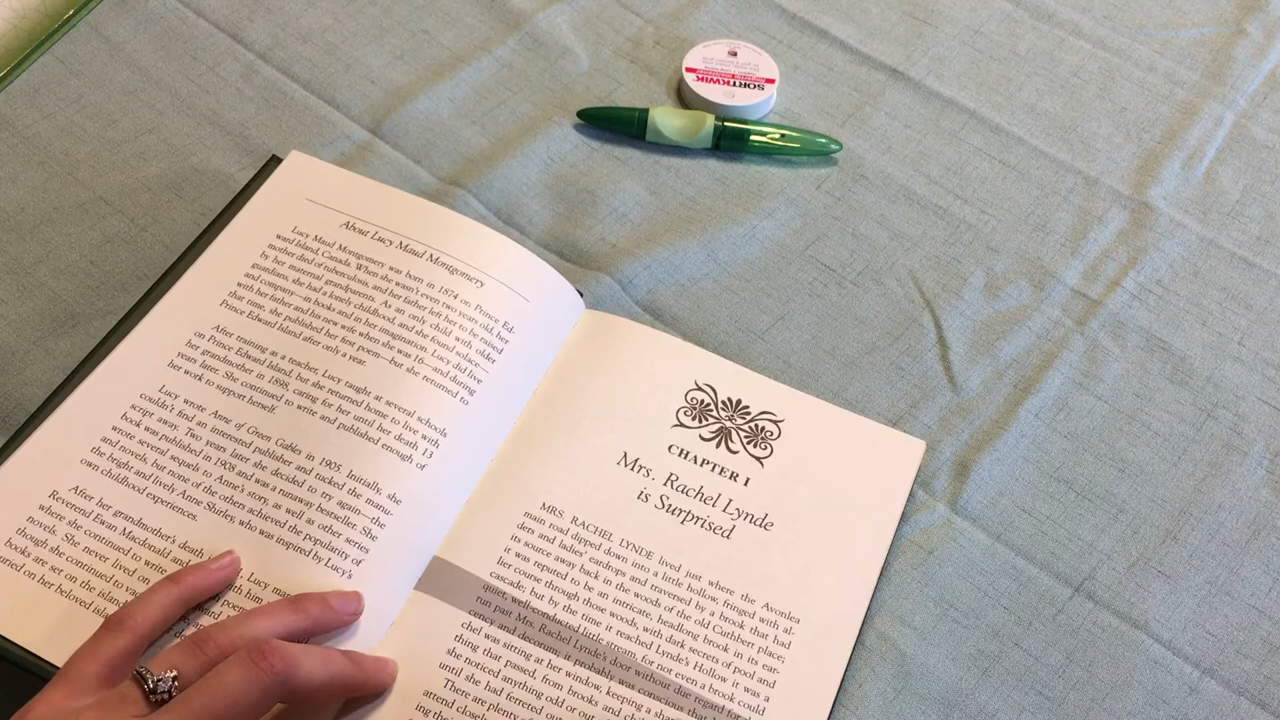 SORTKWIK
fingertip moistener
About Lucy Maud Montgomery
Lucy Maud Montgomery was born in 1874 on Prince Ed-
ward Island, Canada. When she wasn't even two years old, her
mother died of tuberculosis, and her father left her to be raised
by her maternal grandparents. As an only child with older
guardians, she had a lonely childhood, and she found solace—
and company—in books and in her imagination. Lucy did live
with her father and his new wife when she was 16—and during
that time, she published her first poem—but she returned to
Prince Edward Island after only a year.
After training as a teacher, Lucy taught at several schools
on Prince Edward Island, but she returned home to live with
her grandmother in 1898, caring for her until her death 13
years later. She continued to write and published enough of
her work to support herself.
Lucy wrote Anne of Green Gables in 1905. Initially, she
couldn't find an interested publisher and tucked the manu-
script away. Two years later she decided to try again—the
book was published in 1908 and was a runaway bestseller. She
wrote several sequels to Anne's story, as well as other series
and novels, but none of the others achieved the popularity of
the bright and lively Anne Shirley, who was inspired by Lucy's
own childhood experiences.
After her grandmother's death, Lucy mar
Reverend Ewan Macdonald and
where she continued to write poem
novels. She never lived on
though she continued to
books are set on the island
on her beloved
CHAPTER I
Mrs. Rachel Lynde
is Surprised
MRS. RACHEL LYNDE lived just where the Avonlea
main road dipped down into a little hollow, fringed with al-
ders and ladies' eardrops and traversed by a brook that had
its source away back in the woods of the old Cuthbert place;
it was reputed to be an intricate, headlong brook in its ear-
lier course through those woods, with dark secrets of pool and
cascade; but by the time it reached Lynde's Hollow it was a
quiet, well-conducted little stream, for not even a brook could
run past Mrs. Rachel Lynde's door without due regard for de-
cency and decorum; it probably was conscious that
chel was sitting at her window, keeping a sharp
thing that passed, from brooks and
she noticed anything odd or out
until she had ferreted out
There are plenty of
attend closely
ing their